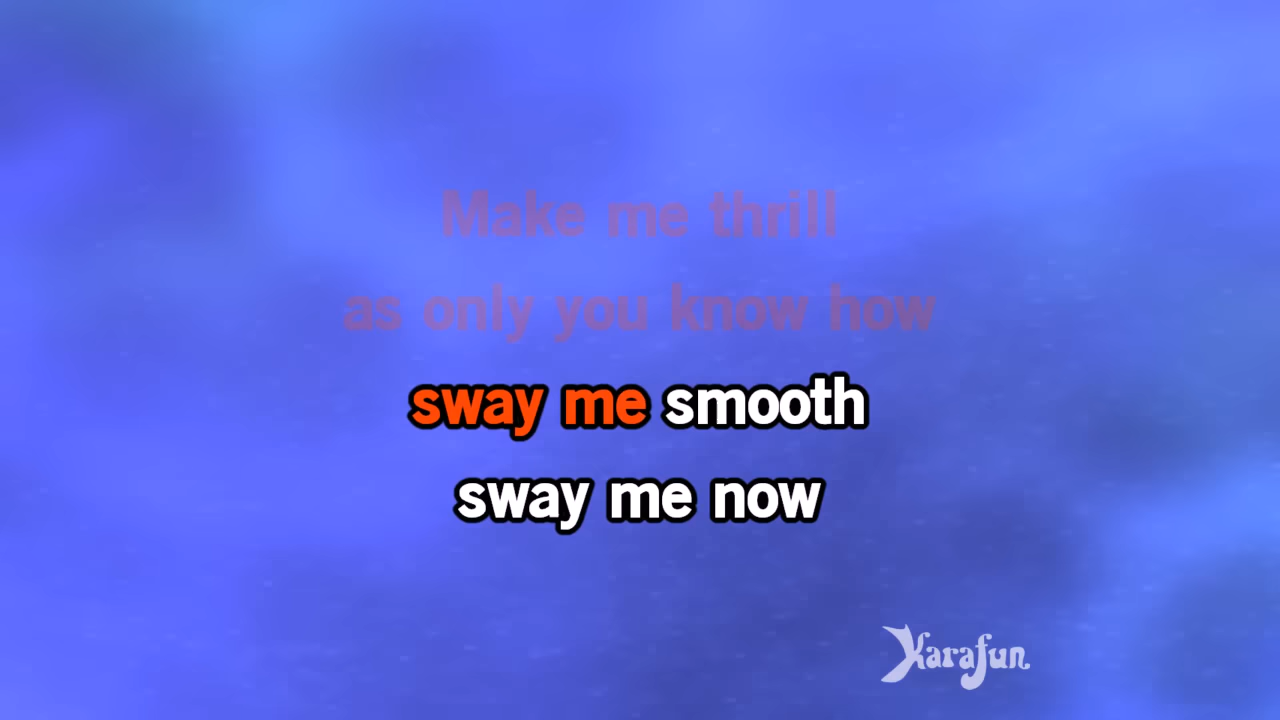 Make me thrill
as only you know how
sway me smooth
sway me now
Karafun